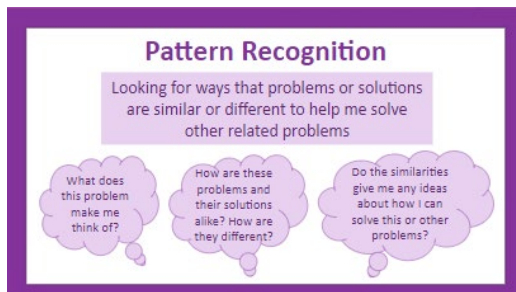 Pattern Recognition
Looking for ways that problems or solutions
are similar or different to help me solve
other related problems
What does
this problem
make me
think of?
How are these
problems and
their solutions
alike? How are
they different?
Do the similarities
give me any ideas
about how I can
solve this or other
problems?